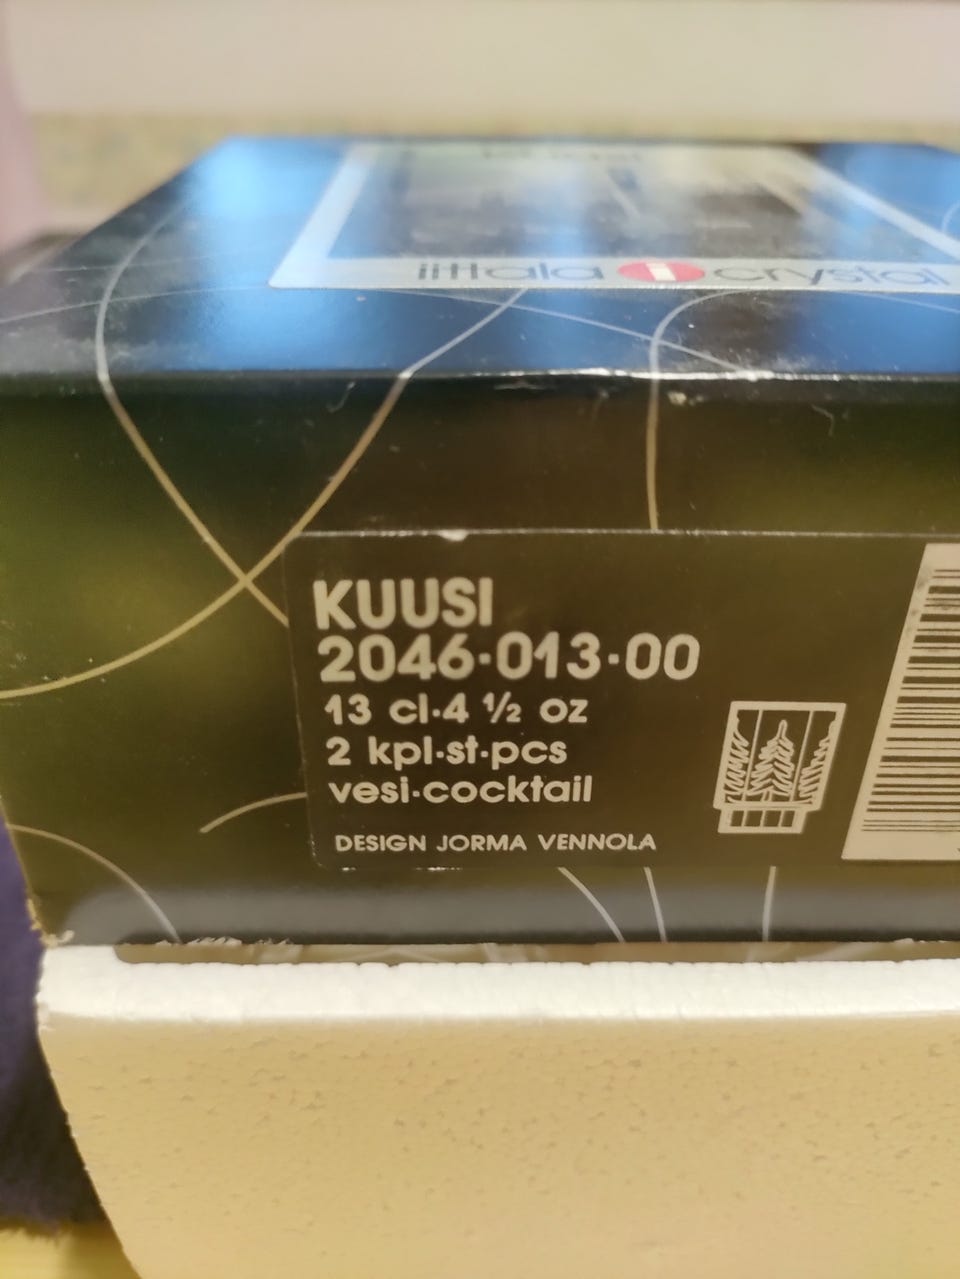 iittala i crystal
KUUSI
2046·013·00
13 cl·4 ½ oz
2 kpl·st·pcs
vesi·cocktail
DESIGN JORMA VENNOLA